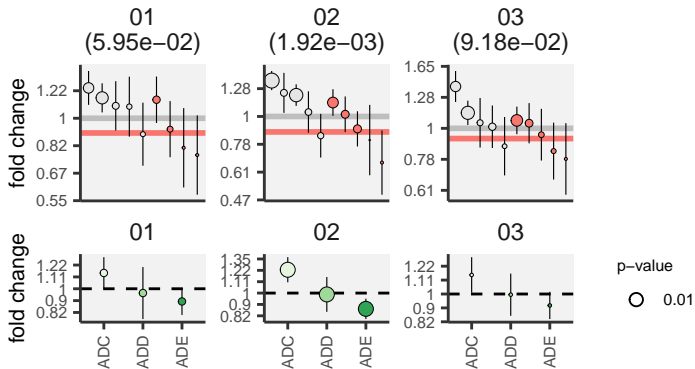 01
(5.95e−02)
02
(1.92e−03)
03
(9.18e−02)
fold change
1.22
1
0.82
0.67
0.55
1.28
1
0.78
0.61
0.47
1.65
1.28
1
0.78
0.61
01
02
03
fold change
1.22
1.11
1
0.9
0.82
1.35
1.22
1.11
1
0.9
0.82
1.22
1.11
1
0.9
0.82
ADC
ADD
ADE
ADC
ADD
ADE
ADC
ADD
ADE
p−value
0.01